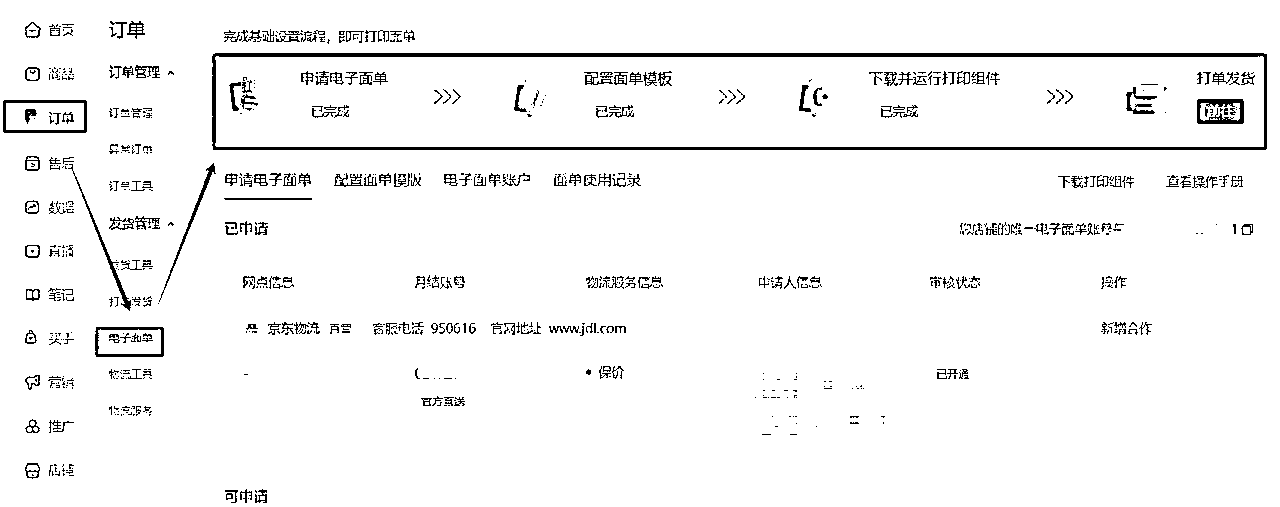 首页
商品
订单
售后
数据
直播
笔记
买手
营销
推广
店铺
订单
订单管理
订单管理
异常订单
订单工具
发货管理
发货工具
打单发货
电子面单
物流工具
物流服务
完成基础设置流程，即可打印面单
申请电子面单
已完成
配置面单模板
已完成
下载并运行打印组件
已完成
打单发货
前往
申请电子面单 配置面单模版 电子面单账户 面单使用记录 下载打印组件 查看操作手册
已申请 您店铺的唯一电子面单账号 1
网点信息 月结账号 物流服务信息 申请人信息 审核状态 操作
京东物流 直营 客服电话 950616 官网地址 www.jdl.com 新增合作
- • 保价 已开通
官方直送
可申请